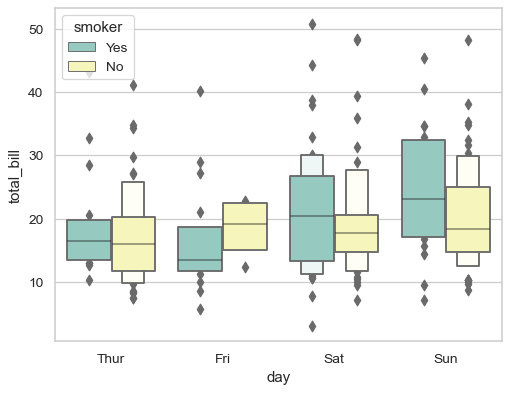 smoker
Yes
No
50
40
30
20
10
total_bill
Thur Fri Sat Sun
day